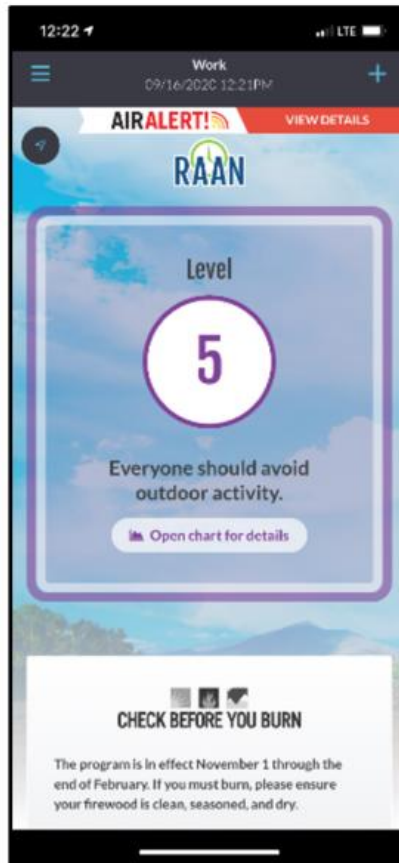 12:22
LTE
Work
09/16/2020 12:21PM
AIRALERT!
VIEW DETAILS
RAAN
Level
5
Everyone should avoid
outdoor activity.
Open chart for details
CHECK BEFORE YOU BURN
The program is in effect November 1 through the
end of February. If you must burn, please ensure
your firewood is clean, seasoned, and dry.